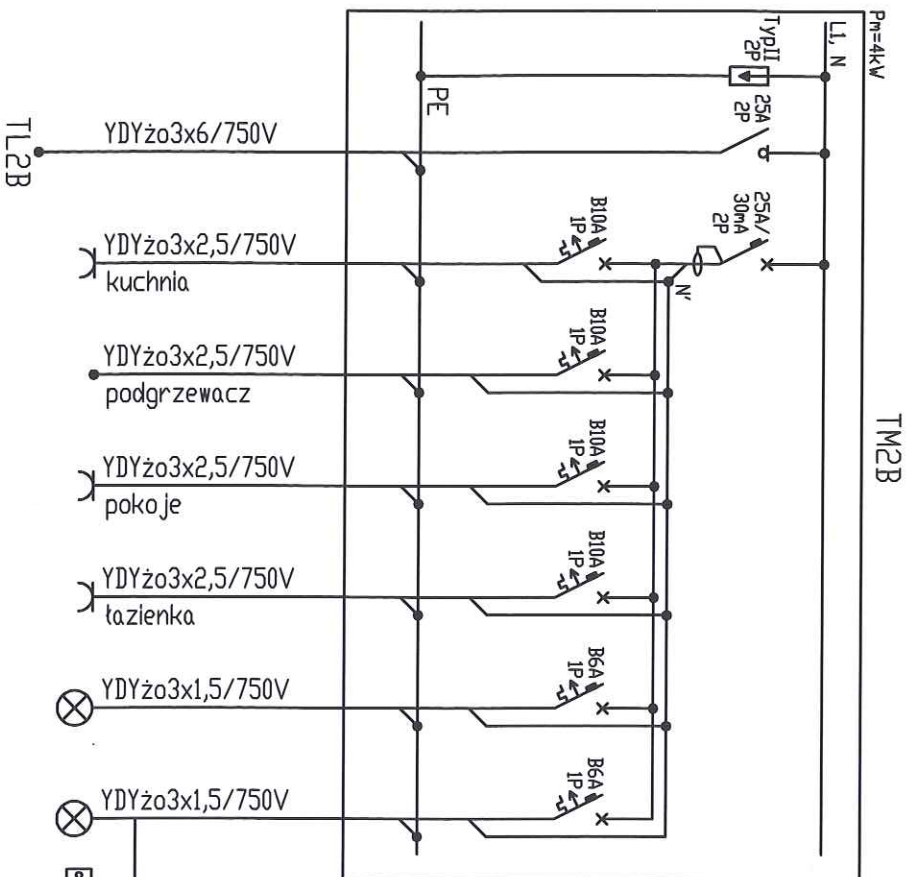 Pm=4kW
TM2B
L1, N
TypII
2P
PE
25A
2P
YDYżo3x6/750V
TL2B
25A/
30mA
2P
N'
B10A
1P
YDYżo3x2,5/750V
kuchnia
B10A
1P
YDYżo3x2,5/750V
podgrzewacz
B10A
1P
YDYżo3x2,5/750V
pokoje
B10A
1P
YDYżo3x2,5/750V
łazienka
B6A
1P
YDYżo3x1,5/750V
B6A
1P
YDYżo3x1,5/750V